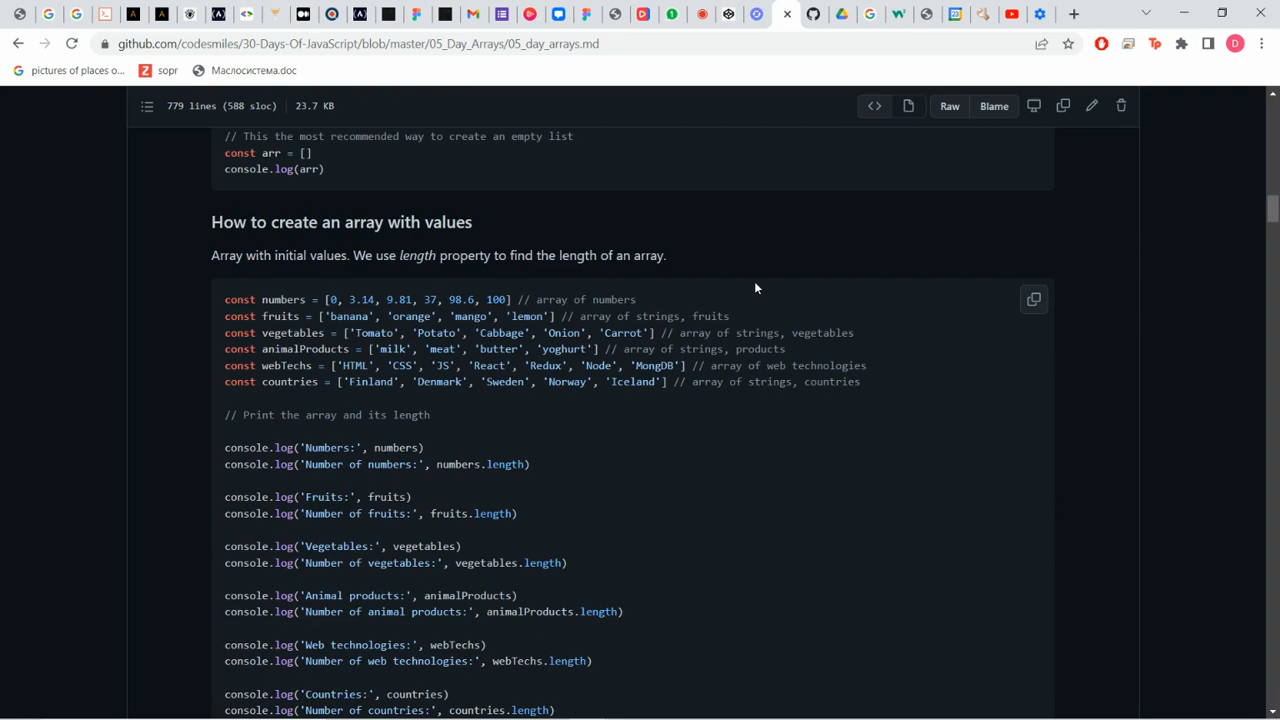 github.com/codesmiles/30-Days-Of-JavaScript/blob/master/05_Day_Arrays/05_day_arrays.md
D
pictures of places o... sopr Маслосистема.doc
779 lines (588 sloc) 23.7 KB Raw Blame
// This the most recommended way to create an empty list
const arr = []
console.log(arr)
How to create an array with values
Array with initial values. We use length property to find the length of an array.
const numbers = [0, 3.14, 9.81, 37, 98.6, 100] // array of numbers
const fruits = ['banana', 'orange', 'mango', 'lemon'] // array of strings, fruits
const vegetables = ['Tomato', 'Potato', 'Cabbage', 'Onion', 'Carrot'] // array of strings, vegetables
const animalProducts = ['milk', 'meat', 'butter', 'yoghurt'] // array of strings, products
const webTechs = ['HTML', 'CSS', 'JS', 'React', 'Redux', 'Node', 'MongDB'] // array of web technologies
const countries = ['Finland', 'Denmark', 'Sweden', 'Norway', 'Iceland'] // array of strings, countries
// Print the array and its length
console.log('Numbers:', numbers)
console.log('Number of numbers:', numbers.length)
console.log('Fruits:', fruits)
console.log('Number of fruits:', fruits.length)
console.log('Vegetables:', vegetables)
console.log('Number of vegetables:', vegetables.length)
console.log('Animal products:', animalProducts)
console.log('Number of animal products:', animalProducts.length)
console.log('Web technologies:', webTechs)
console.log('Number of web technologies:', webTechs.length)
console.log('Countries:', countries)
console.log('Number of countries:', countries.length)